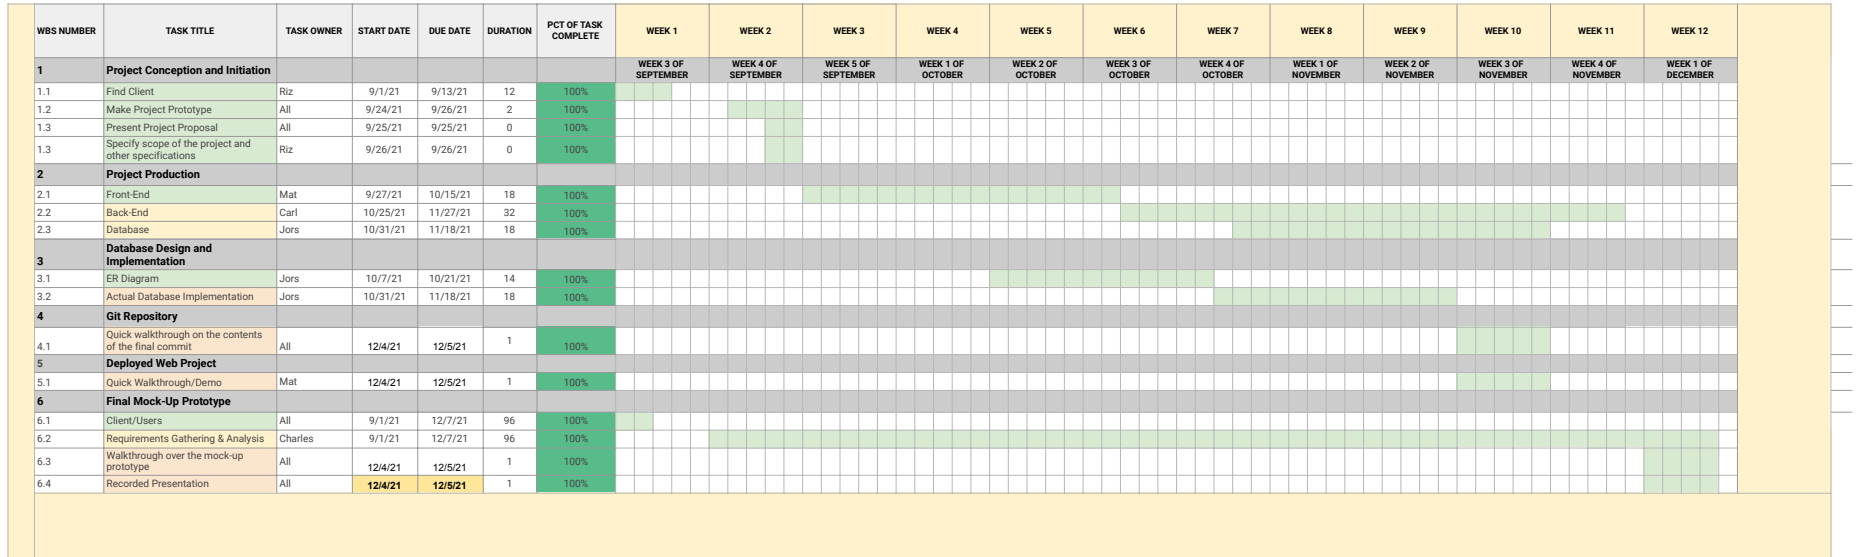 WBS NUMBER TASK TITLE TASK OWNER START DATE DUE DATE DURATION PCT OF TASK COMPLETE WEEK 1 WEEK 2 WEEK 3 WEEK 4 WEEK 5 WEEK 6 WEEK 7 WEEK 8 WEEK 9 WEEK 10 WEEK 11 WEEK 12
1 Project Conception and Initiation WEEK 3 OF SEPTEMBER WEEK 4 OF SEPTEMBER WEEK 5 OF SEPTEMBER WEEK 1 OF OCTOBER WEEK 2 OF OCTOBER WEEK 3 OF OCTOBER WEEK 4 OF OCTOBER WEEK 1 OF NOVEMBER WEEK 2 OF NOVEMBER WEEK 3 OF NOVEMBER WEEK 4 OF NOVEMBER WEEK 1 OF DECEMBER
1.1 Find Client Riz 9/1/21 9/13/21 12 100%
1.2 Make Project Prototype All 9/24/21 9/26/21 2 100%
1.3 Present Project Proposal All 9/25/21 9/25/21 0 100%
1.3 Specify scope of the project and other specifications Riz 9/26/21 9/26/21 0 100%
2 Project Production
2.1 Front-End Mat 9/27/21 10/15/21 18 100%
2.2 Back-End Carl 10/25/21 11/27/21 32 100%
2.3 Database Jors 10/31/21 11/18/21 18 100%
3 Database Design and Implementation
3.1 ER Diagram Jors 10/7/21 10/21/21 14 100%
3.2 Actual Database Implementation Jors 10/31/21 11/18/21 18 100%
4 Git Repository
4.1 Quick walkthrough on the contents of the final commit All 12/4/21 12/5/21 1 100%
5 Deployed Web Project
5.1 Quick Walkthrough/Demo Mat 12/4/21 12/5/21 1 100%
6 Final Mock-Up Prototype
6.1 Client/Users All 9/1/21 12/7/21 96 100%
6.2 Requirements Gathering & Analysis Charles 9/1/21 12/7/21 96 100%
6.3 Walkthrough over the mock-up prototype All 12/4/21 12/5/21 1 100%
6.4 Recorded Presentation All 12/4/21 12/5/21 1 100%